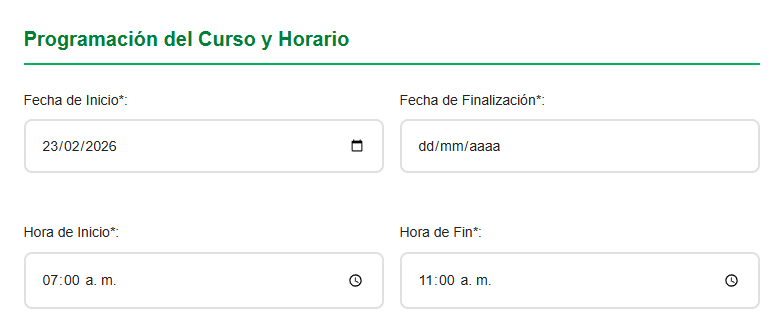 Programación del Curso y Horario
Fecha de Inicio*:
Fecha de Finalización*:
23/02/2026
dd/mm/aaaa
Hora de Inicio*:
Hora de Fin*:
07:00 a. m.
11:00 a. m.